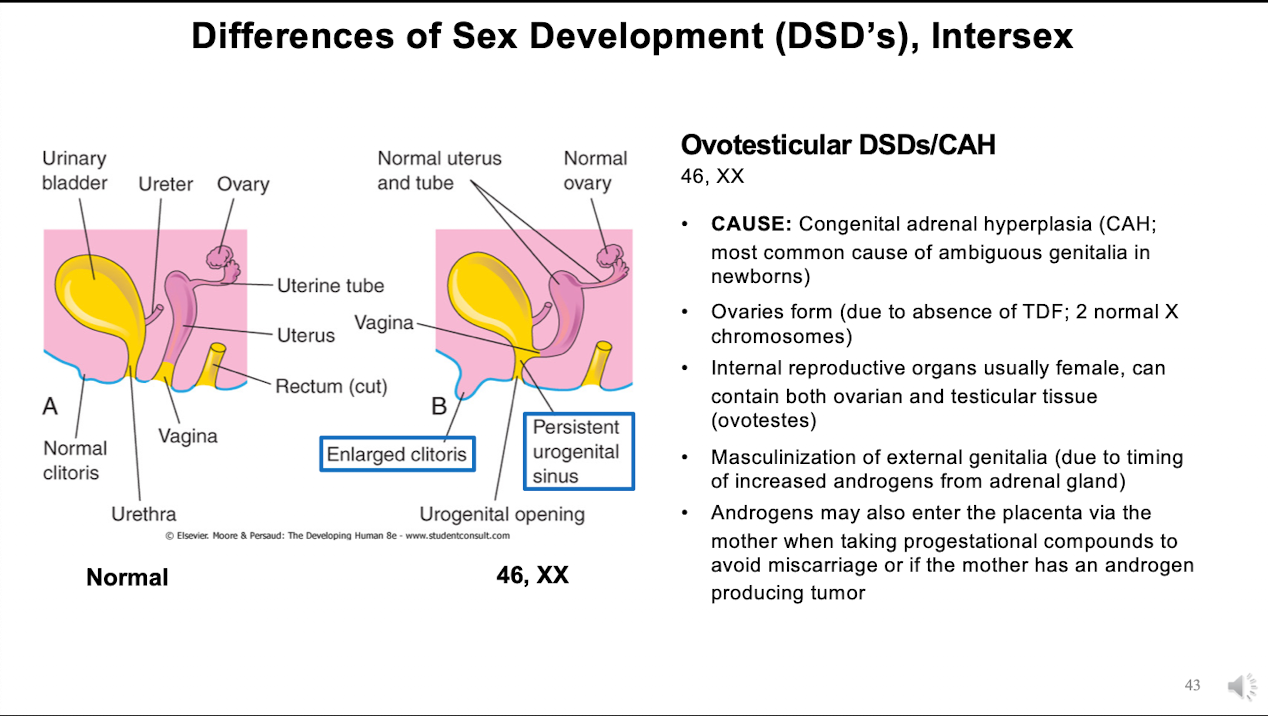 Differences of Sex Development (DSD's), Intersex
Urinary
bladder
Ureter
Ovary
Uterine tube
Uterus
Rectum (cut)
A
Normal
clitoris
Vagina
Urethra
Normal uterus
and tube
Normal
ovary
Vagina
B
Enlarged clitoris
Persistent
urogenital
sinus
Urogenital opening
© Elsevier. Moore & Persaud: The Developing Human 8e - www.studentconsult.com
Normal
46, XX
Ovotesticular DSDs/CAH
46, XX
• CAUSE: Congenital adrenal hyperplasia (CAH;
most common cause of ambiguous genitalia in
newborns)
• Ovaries form (due to absence of TDF; 2 normal X
chromosomes)
• Internal reproductive organs usually female, can
contain both ovarian and testicular tissue
(ovotestes)
• Masculinization of external genitalia (due to timing
of increased androgens from adrenal gland)
• Androgens may also enter the placenta via the
mother when taking progestational compounds to
avoid miscarriage or if the mother has an androgen
producing tumor
43